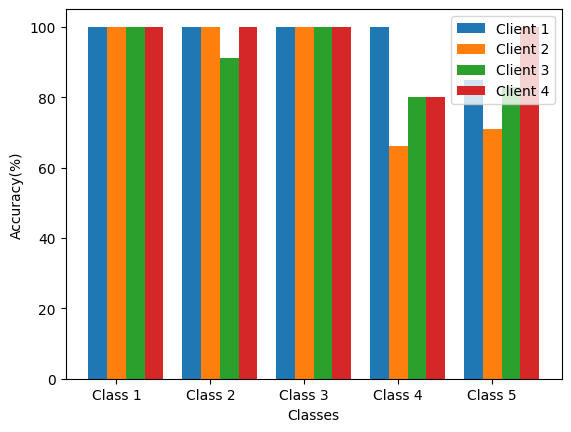 100
80
60
40
20
0
Accuracy(%)
Client 1
Client 2
Client 3
Client 4
Class 1 Class 2 Class 3 Class 4 Class 5
Classes